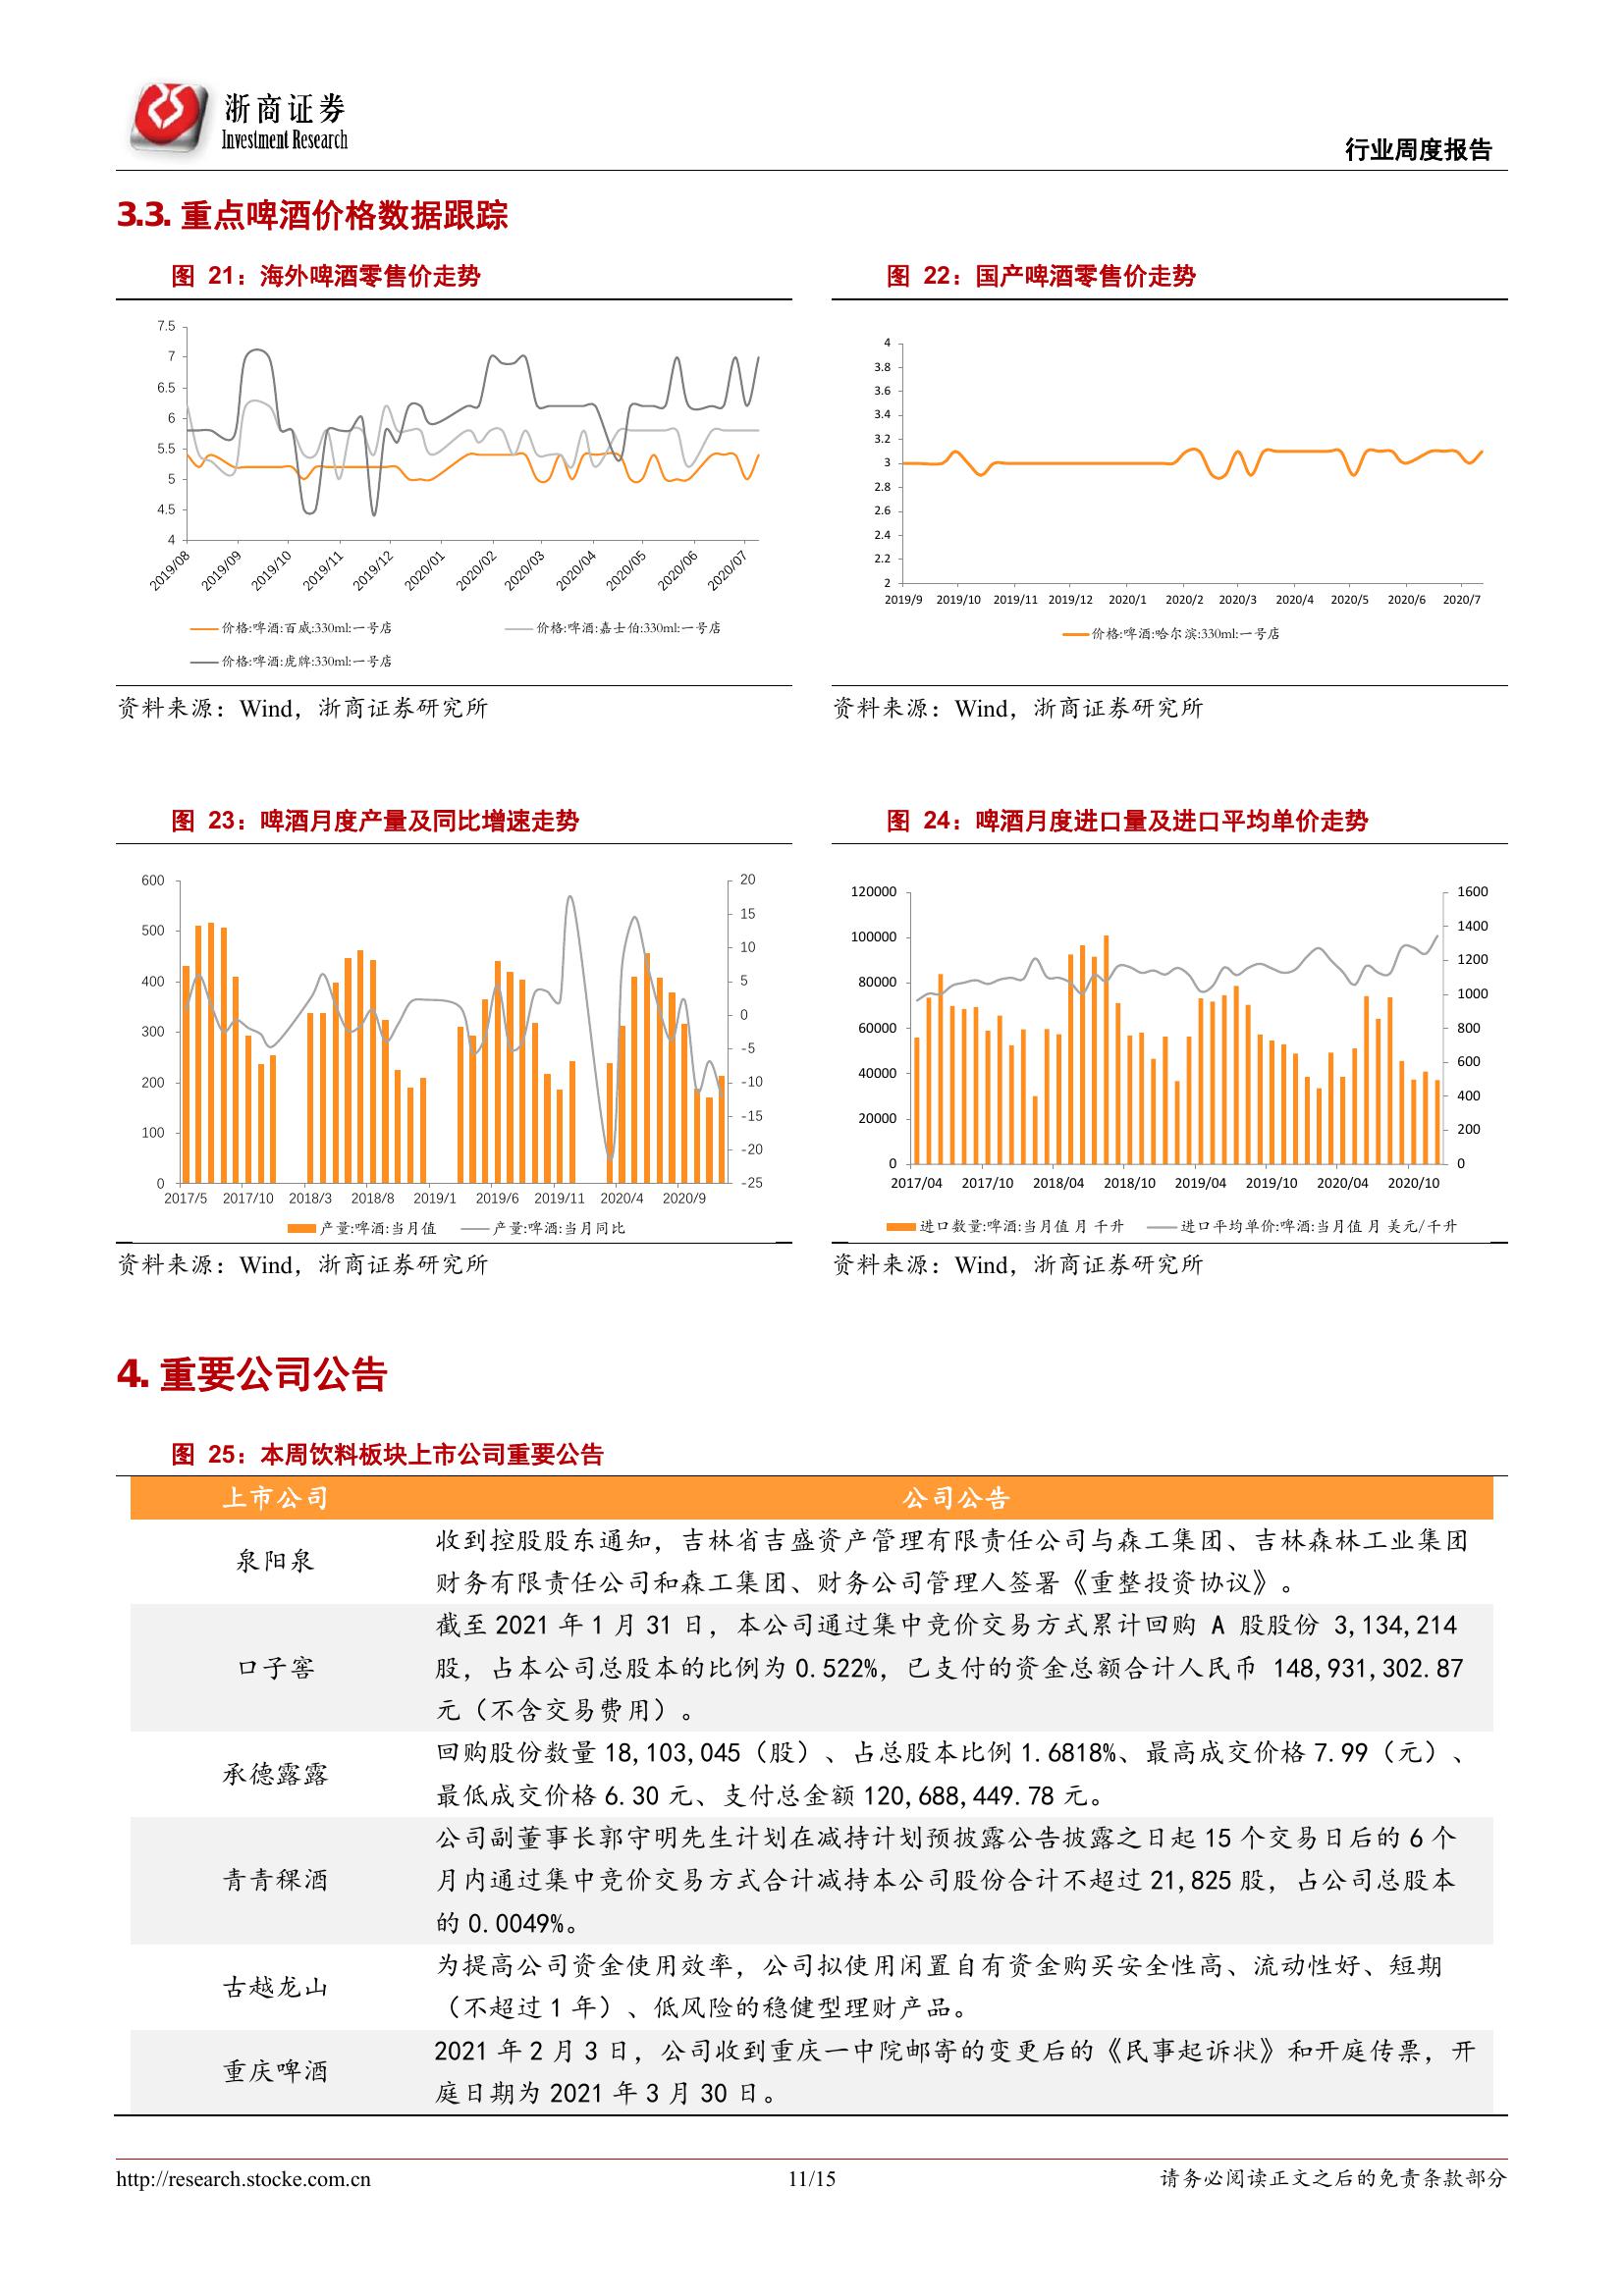 浙商证券
Investment Research
行业周度报告
3.3. 重点啤酒价格数据跟踪
图 21：海外啤酒零售价走势
7.5
7
6.5
6
5.5
5
4.5
4
2019/08 2019/09 2019/10 2019/11 2019/12 2020/01 2020/02 2020/03 2020/04 2020/05 2020/06 2020/07
价格:啤酒:百威:330ml:一号店 价格:啤酒:嘉士伯:330ml:一号店
价格:啤酒:虎牌:330ml:一号店
资料来源：Wind，浙商证券研究所
图 22：国产啤酒零售价走势
4
3.8
3.6
3.4
3.2
3
2.8
2.6
2.4
2.2
2
2019/9 2019/10 2019/11 2019/12 2020/1 2020/2 2020/3 2020/4 2020/5 2020/6 2020/7
价格:啤酒:哈尔滨:330ml:一号店
资料来源：Wind，浙商证券研究所
图 23：啤酒月度产量及同比增速走势
600
500
400
300
200
100
0
20
15
10
5
0
-5
-10
-15
-20
-25
2017/5 2017/10 2018/3 2018/8 2019/1 2019/6 2019/11 2020/4 2020/9
产量:啤酒:当月值 产量:啤酒:当月同比
资料来源：Wind，浙商证券研究所
图 24：啤酒月度进口量及进口平均单价走势
120000
100000
80000
60000
40000
20000
0
1600
1400
1200
1000
800
600
400
200
0
2017/04 2017/10 2018/04 2018/10 2019/04 2019/10 2020/04 2020/10
进口数量:啤酒:当月值 月 千升 进口平均单价:啤酒:当月值 月 美元/千升
资料来源：Wind，浙商证券研究所
4. 重要公司公告
图 25：本周饮料板块上市公司重要公告
上市公司 公司公告
泉阳泉
收到控股股东通知，吉林省吉盛资产管理有限责任公司与森工集团、吉林森林工业集团
财务有限责任公司和森工集团、财务公司管理人签署《重整投资协议》。
口子窖
截至 2021 年 1 月 31 日，本公司通过集中竞价交易方式累计回购 A 股股份 3,134,214
股，占本公司总股本的比例为 0.522%，已支付的资金总额合计人民币 148,931,302.87
元（不含交易费用）。
承德露露
回购股份数量 18,103,045（股）、占总股本比例 1.6818%、最高成交价格 7.99（元）、
最低成交价格 6.30 元、支付总金额 120,688,449.78 元。
青青稞酒
公司副董事长郭守明先生计划在减持计划预披露公告披露之日起 15 个交易日后的 6 个
月内通过集中竞价交易方式合计减持本公司股份合计不超过 21,825 股，占公司总股本
的 0.0049%。
古越龙山
为提高公司资金使用效率，公司拟使用闲置自有资金购买安全性高、流动性好、短期
（不超过 1 年）、低风险的稳健型理财产品。
重庆啤酒
2021 年 2 月 3 日，公司收到重庆一中院邮寄的变更后的《民事起诉状》和开庭传票，开
庭日期为 2021 年 3 月 30 日。
http://research.stocke.com.cn 11/15 请务必阅读正文之后的免责条款部分